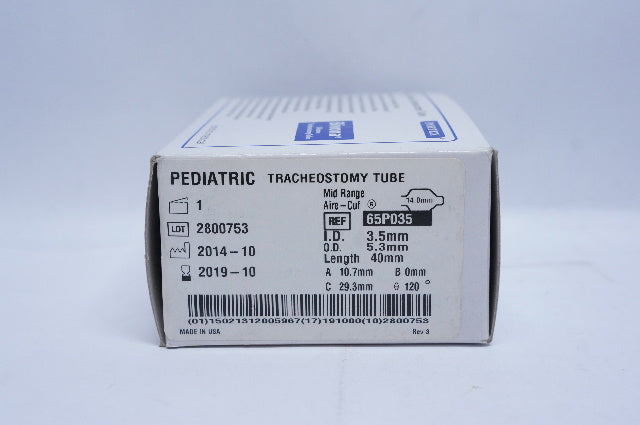 Bivona
PEDIATRIC TRACHEOSTOMY TUBE
1
LOT 2800753
2014-10
2019-10
Mid Range
Aire-Cuf ®
14.0mm
REF 65P035
I.D. 3.5mm
O.D. 5.3mm
Length 40mm
A 10.7mm B 0mm
C 29.3mm θ 120°
(01)15021312005967(17)191000(10)2800753
MADE IN USA
Rev 3